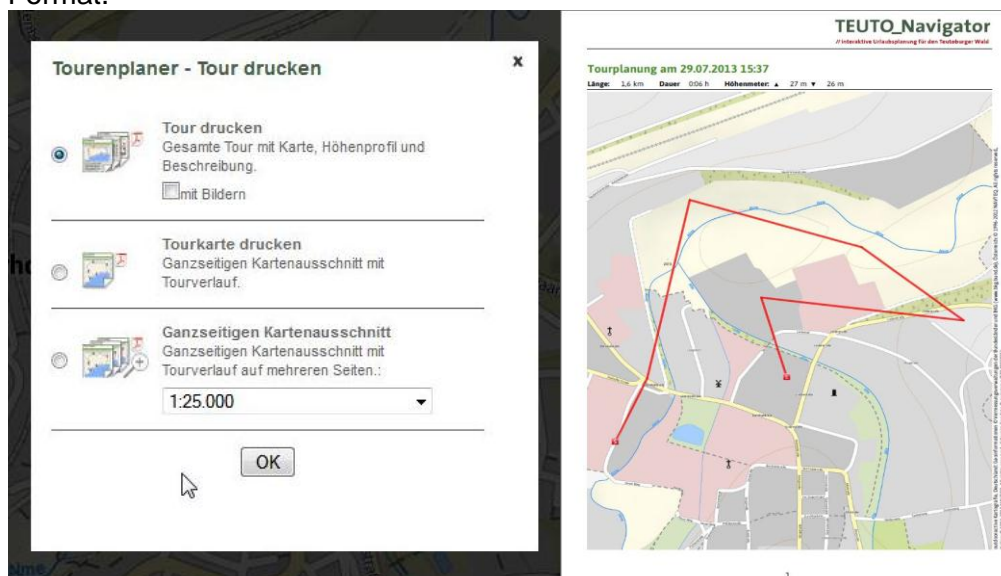 Format:
Tourenplaner - Tour drucken
x
Tour drucken
Gesamte Tour mit Karte, Höhenprofil und
Beschreibung.
mit Bildern
Tourkarte drucken
Ganzseitigen Kartenausschnitt mit
Tourverlauf.
Ganzseitigen Kartenausschnitt
Ganzseitigen Kartenausschnitt mit
Tourverlauf auf mehreren Seiten.:
1:25.000
OK
TEUTO_Navigator
// Interaktive Urlaubsplanung für den Teutoburger Wald
Tourplanung am 29.07.2013 15:37
Länge: 1,6 km Dauer 0:06 h Höhenmeter: ▲ 27 m ▼ 26 m